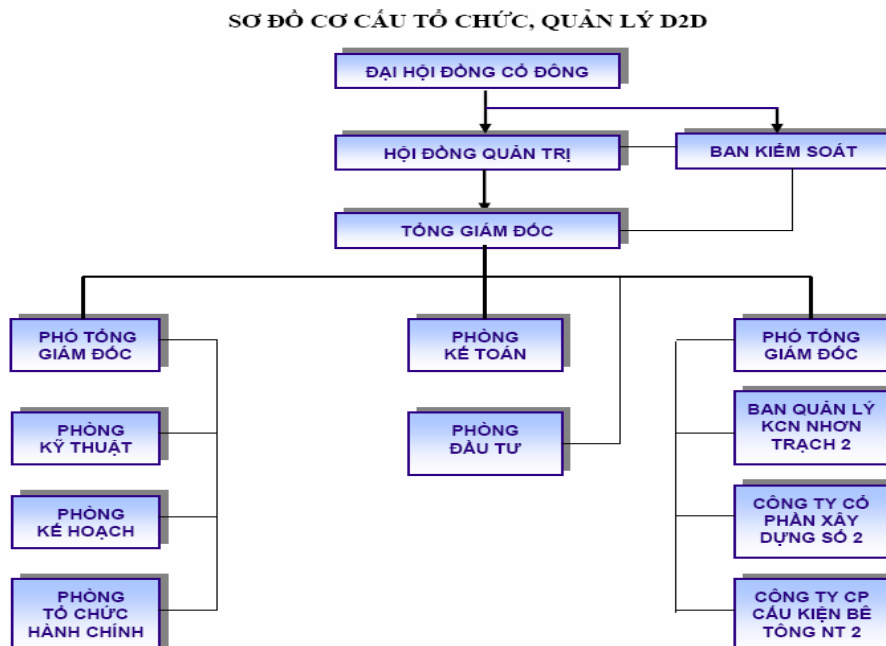 SƠ ĐỒ CƠ CẤU TỔ CHỨC, QUẢN LÝ D2D
ĐẠI HỘI ĐỒNG CỔ ĐÔNG
HỘI ĐỒNG QUẢN TRỊ
BAN KIỂM SOÁT
TỔNG GIÁM ĐỐC
PHÓ TỔNG
GIÁM ĐỐC
PHÒNG
KỸ THUẬT
PHÒNG
KẾ HOẠCH
PHÒNG
TỔ CHỨC
HÀNH CHÍNH
PHÒNG
KẾ TOÁN
PHÒNG
ĐẦU TƯ
PHÓ TỔNG
GIÁM ĐỐC
BAN QUẢN LÝ
KCN NHƠN
TRẠCH 2
CÔNG TY CỔ
PHẦN XÂY
DỰNG SỐ 2
CÔNG TY CP
CẤU KIỆN BÊ
TÔNG NT 2